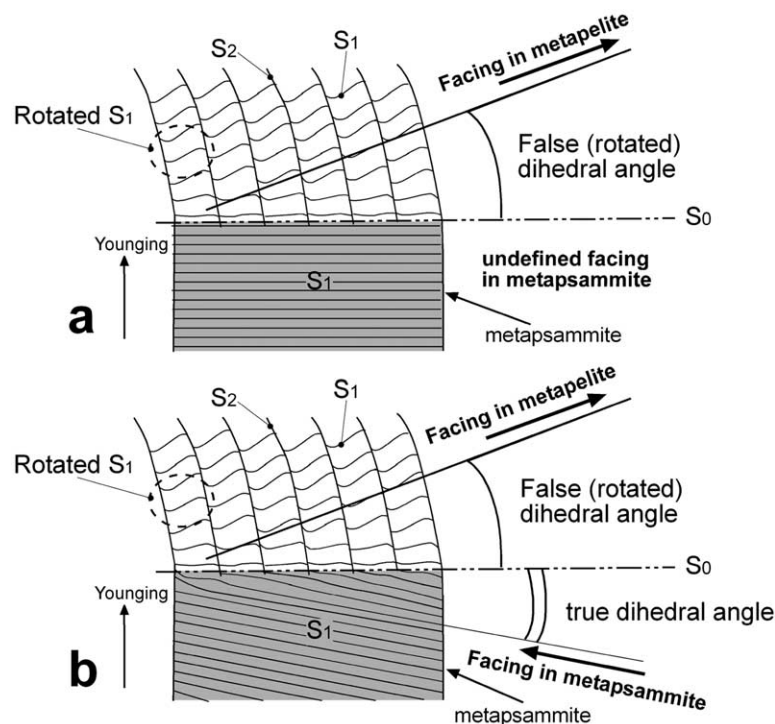 S2
S1
Facing in metapelite
Rotated S1
False (rotated)
dihedral angle
S0
Younging
undefined facing
in metapsammite
S1
a
metapsammite
S2
S1
Facing in metapelite
Rotated S1
False (rotated)
dihedral angle
S0
Younging
true dihedral angle
S1
b
Facing in metapsammite
metapsammite